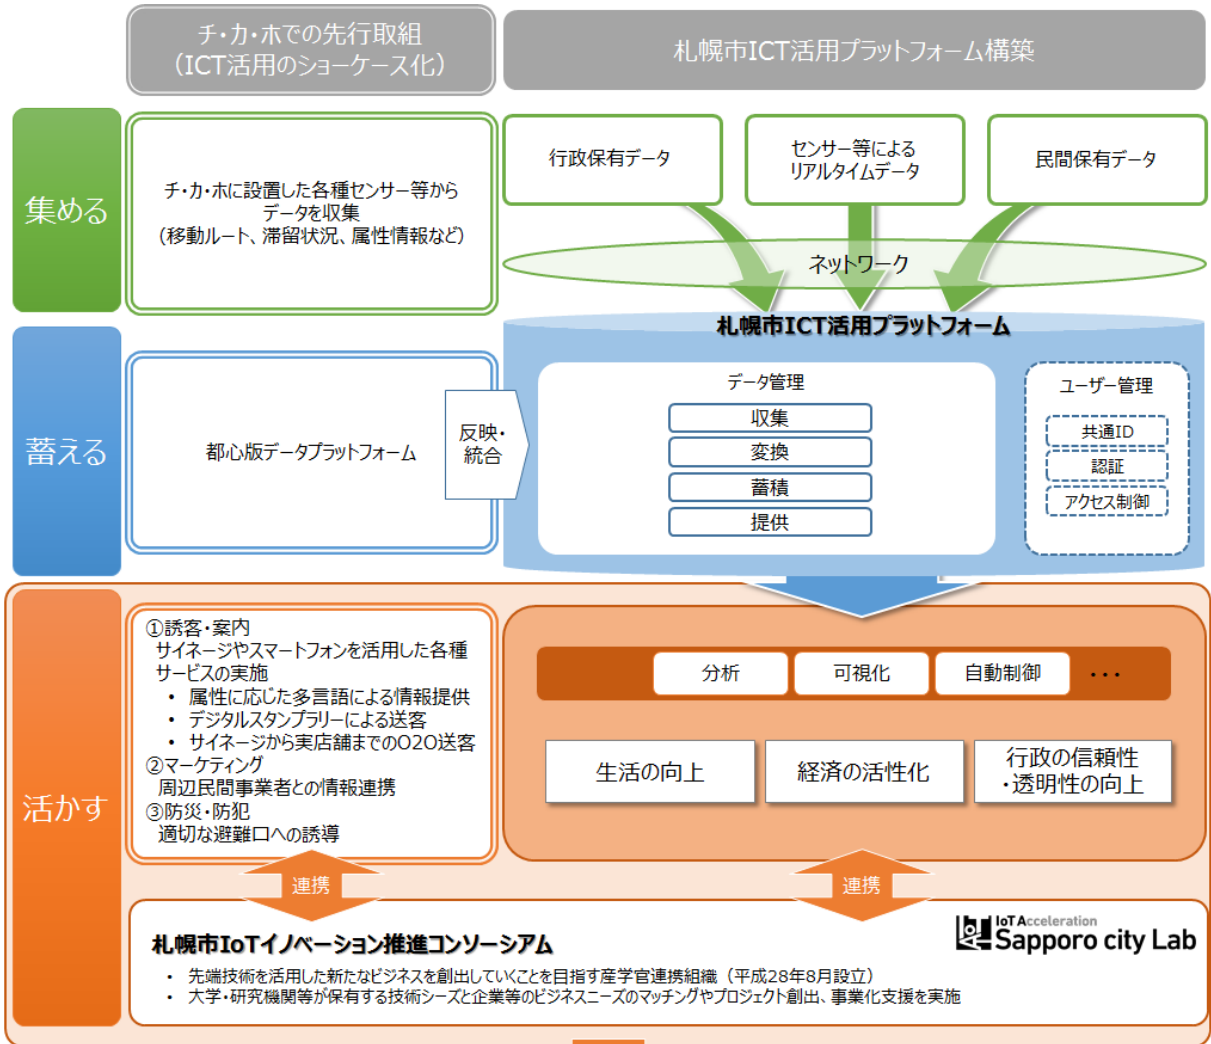 チ・カ・ホでの先行取組
（ICT活用のショーケース化）
札幌市ICT活用プラットフォーム構築
集める
チ・カ・ホに設置した各種センサー等から
データを収集
（移動ルート、滞留状況、属性情報など）
行政保有データ
センサー等による
リアルタイムデータ
民間保有データ
ネットワーク
札幌市ICT活用プラットフォーム
蓄える
都心版データプラットフォーム
反映・
統合
データ管理
収集
変換
蓄積
提供
ユーザー管理
共通ID
認証
アクセス制御
活かす
①誘客・案内
サイネージやスマートフォンを活用した各種
サービスの実施
• 属性に応じた多言語による情報提供
• デジタルスタンプラリーによる送客
• サイネージから実店舗までのO2O送客
②マーケティング
周辺民間事業者との情報連携
③防災・防犯
適切な避難口への誘導
分析
可視化
自動制御
・・・
生活の向上
経済の活性化
行政の信頼性
・透明性の向上
連携
連携
札幌市IoTイノベーション推進コンソーシアム
IoT Acceleration
Sapporo city Lab
• 先端技術を活用した新たなビジネスを創出していくことを目指す産学官連携組織（平成28年8月設立）
• 大学・研究機関等が保有する技術シーズと企業等のビジネスニーズのマッチングやプロジェクト創出、事業化支援を実施